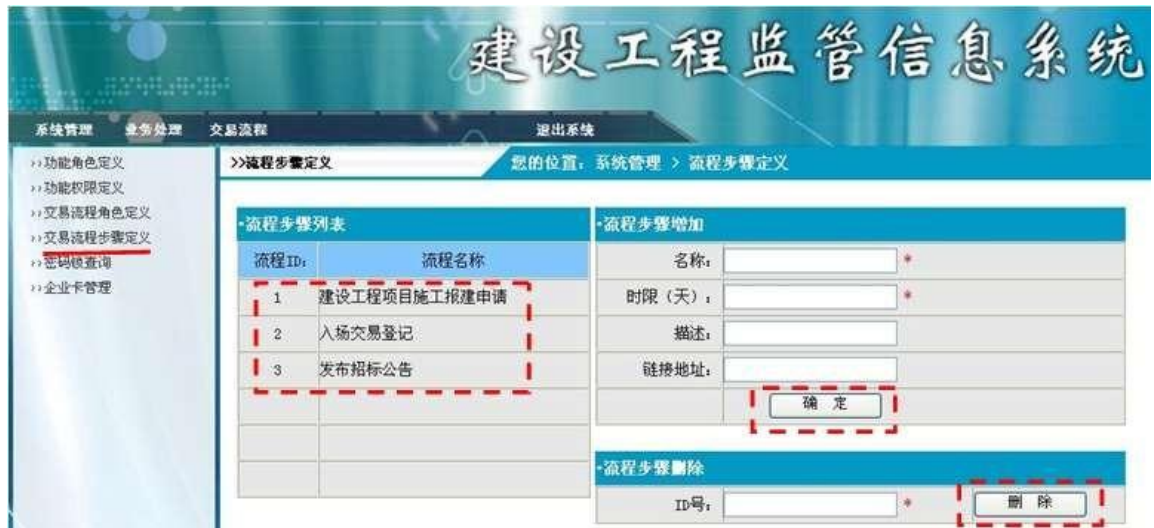 建设工程监管信息系统
系统管理 业务处理 交易流程 退出系统
>>功能角色定义
>>功能权限定义
>>交易流程角色定义
>>交易流程步骤定义
>>密码锁查询
>>企业卡管理
>>流程步骤定义 您的位置：系统管理 > 流程步骤定义
·流程步骤列表
流程ID: 流程名称
1 建设工程项目施工报建申请
2 入场交易登记
3 发布招标公告
·流程步骤增加
名称： *
时限（天）： *
描述：
链接地址：
确 定
·流程步骤删除
ID号： * 删 除